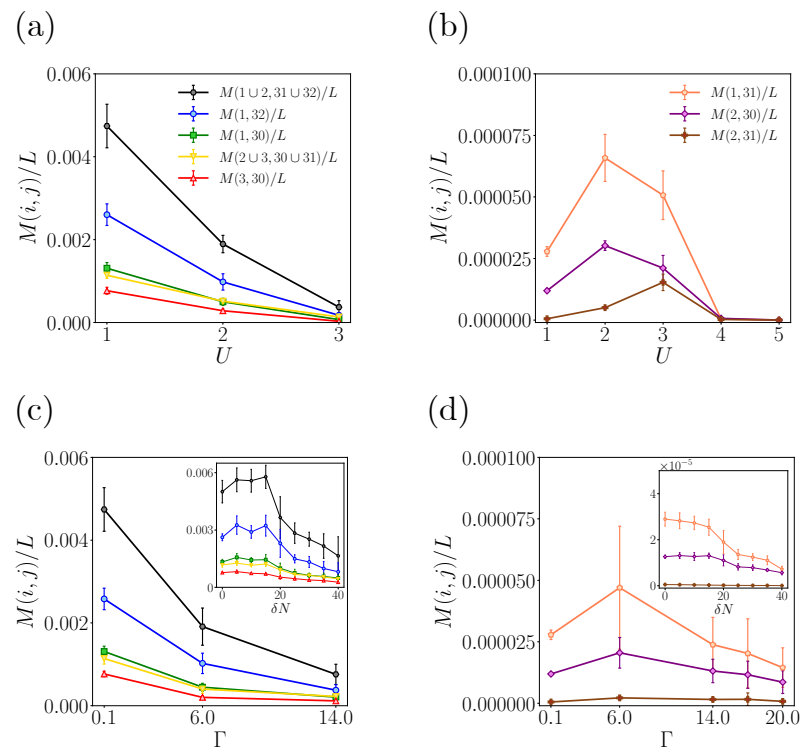 (a)
M(i, j)/L
0.006
0.004
0.002
0.000
1
2
3
U
M(1 ∪ 2, 31 ∪ 32)/L
M(1, 32)/L
M(1, 30)/L
M(2 ∪ 3, 30 ∪ 31)/L
M(3, 30)/L
(b)
M(i, j)/L
0.000100
0.000075
0.000050
0.000025
0.000000
1
2
3
4
5
U
M(1, 31)/L
M(2, 30)/L
M(2, 31)/L
(c)
M(i, j)/L
0.006
0.004
0.002
0.000
0.1
6.0
14.0
Γ
0.006
0.003
0
0
20
40
δN
(d)
M(i, j)/L
0.000100
0.000075
0.000050
0.000025
0.000000
0.1
6.0
14.0
20.0
Γ
×10⁻⁵
4
2
0
0
20
40
δN